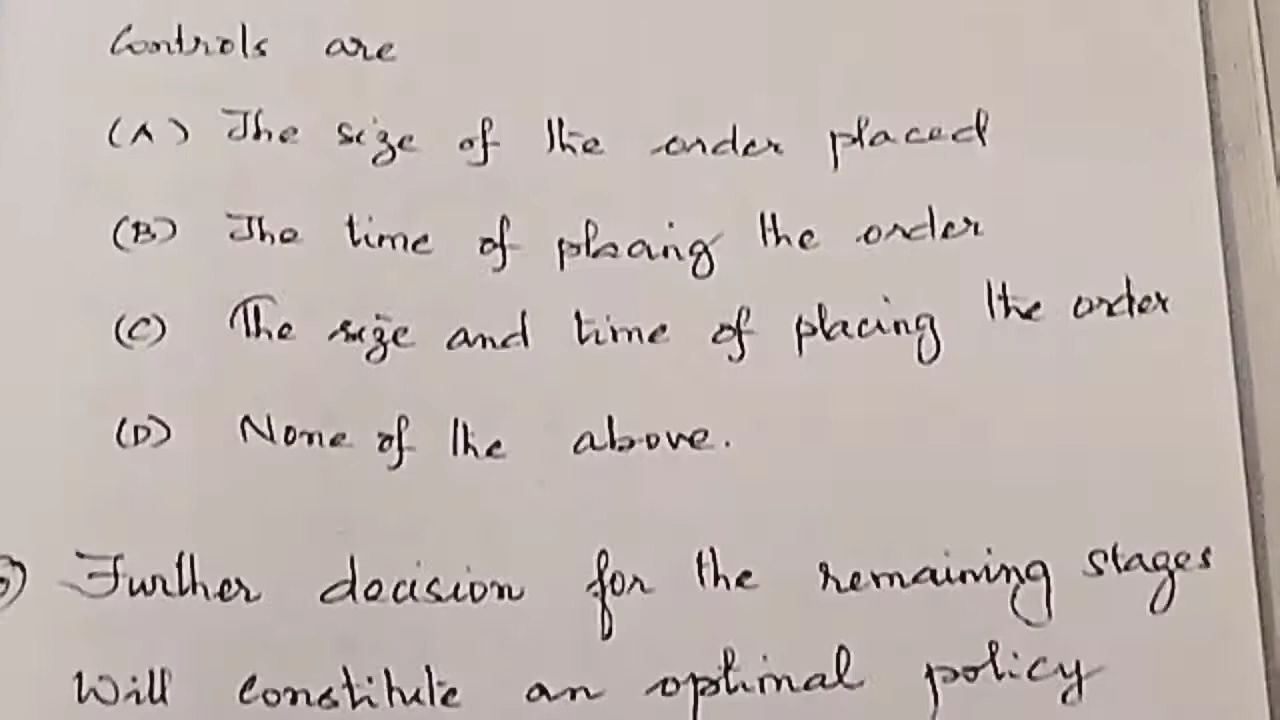 Controls are
(A) The size of the order placed
(B) The time of placing the order
(C) The size and time of placing the order
(D) None of the above.
Further decision for the remaining stages
will constitute an optimal policy